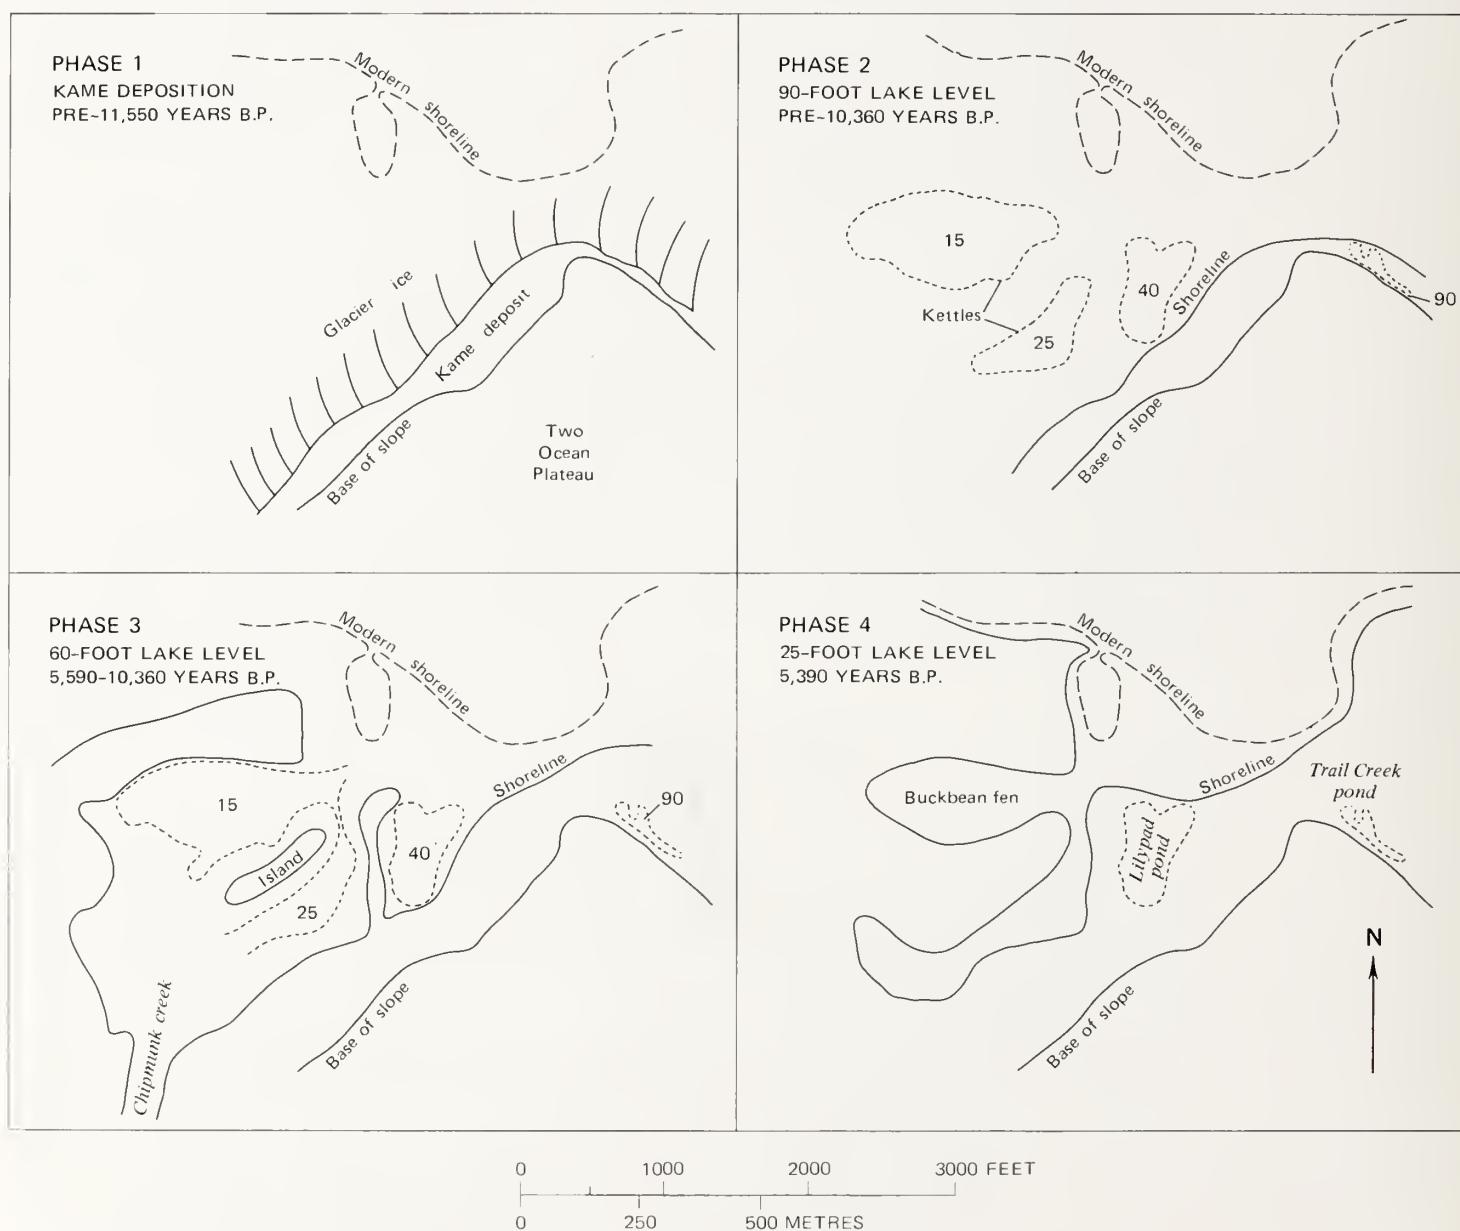 PHASE 1
KAME DEPOSITION
PRE-11,550 YEARS B.P.
Modern shoreline
Glacier ice
Kame deposit
Base of slope
Two
Ocean
Plateau
PHASE 2
90-FOOT LAKE LEVEL
PRE-10,360 YEARS B.P.
Modern shoreline
15
40
Shoreline
Kettles
25
90
Base of slope
PHASE 3
60-FOOT LAKE LEVEL
5,590-10,360 YEARS B.P.
Modern shoreline
Shoreline
15
90
40
Island
25
Base of slope
Chipmunk creek
PHASE 4
25-FOOT LAKE LEVEL
5,390 YEARS B.P.
Modern shoreline
Shoreline
Trail Creek
pond
Buckbean fen
Lilypad
pond
N
Base of slope
0 1000 2000 3000 FEET
0 250 500 METRES